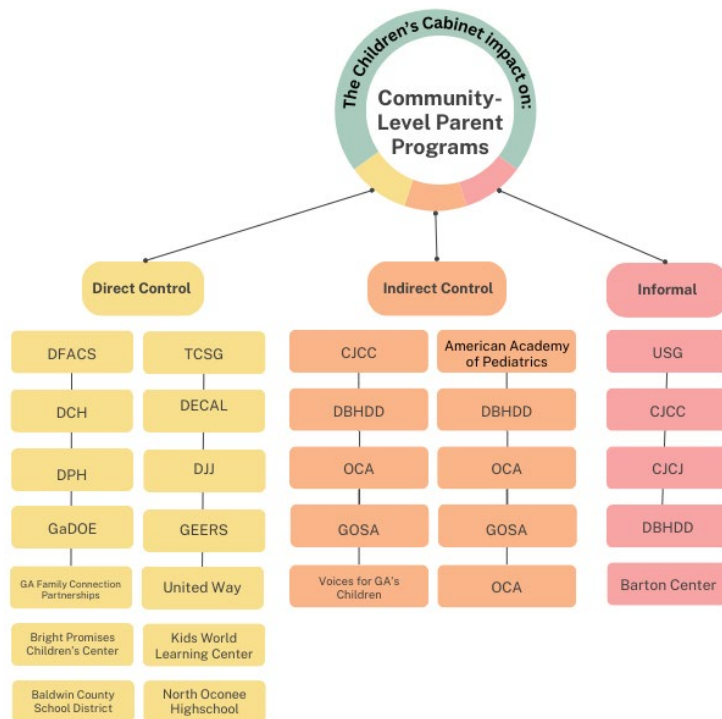 The Children's Cabinet impact on:
Community-
Level Parent
Programs
Direct Control
DFACS
DCH
DPH
GaDOE
GA Family Connection
Partnerships
Bright Promises
Children's Center
Baldwin County
School District
TCSG
DECAL
DJJ
GEERS
United Way
Kids World
Learning Center
North Oconee
Highschool
Indirect Control
CJCC
DBHDD
OCA
GOSA
Voices for GA's
Children
American Academy
of Pediatrics
DBHDD
OCA
GOSA
OCA
Informal
USG
CJCC
CJCJ
DBHDD
Barton Center